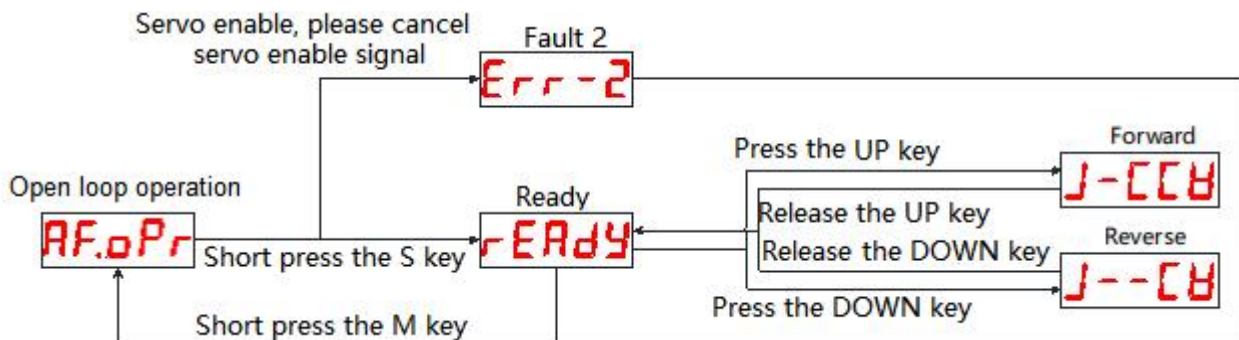 Servo enable, please cancel
servo enable signal
Fault 2
Err-2
Forward
Press the UP key
J-CCW
Open loop operation
Ready
Release the UP key
AF.oPr
rEAdy
Reverse
Short press the S key
Release the DOWN key
J--CW
Press the DOWN key
Short press the M key